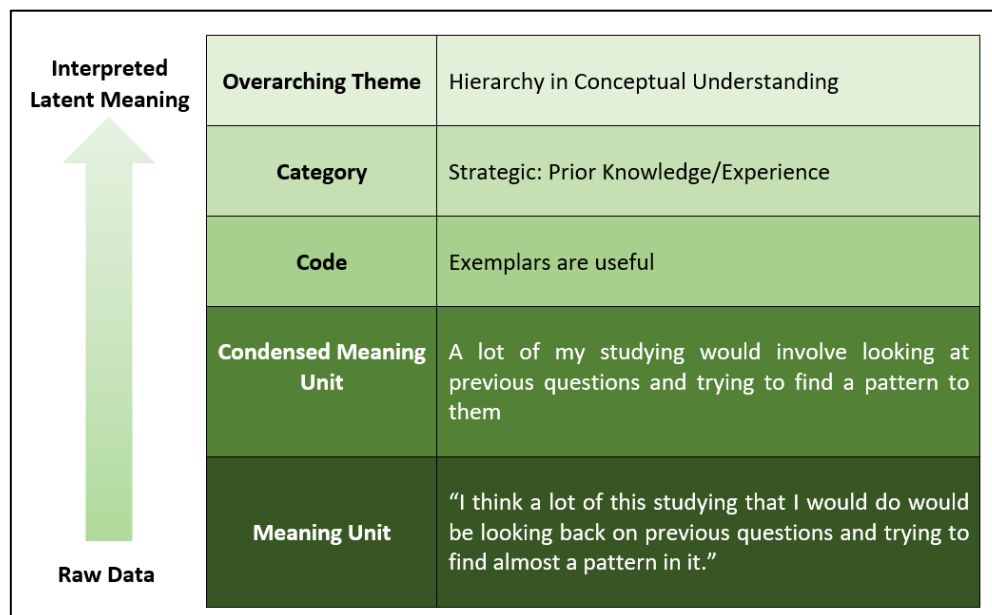 Interpreted
Latent Meaning
Overarching Theme
Hierarchy in Conceptual Understanding
Category
Strategic: Prior Knowledge/Experience
Code
Exemplars are useful
Condensed Meaning
Unit
A lot of my studying would involve looking at
previous questions and trying to find a pattern to
them
Meaning Unit
“I think a lot of this studying that I would do would
be looking back on previous questions and trying to
find almost a pattern in it.”
Raw Data